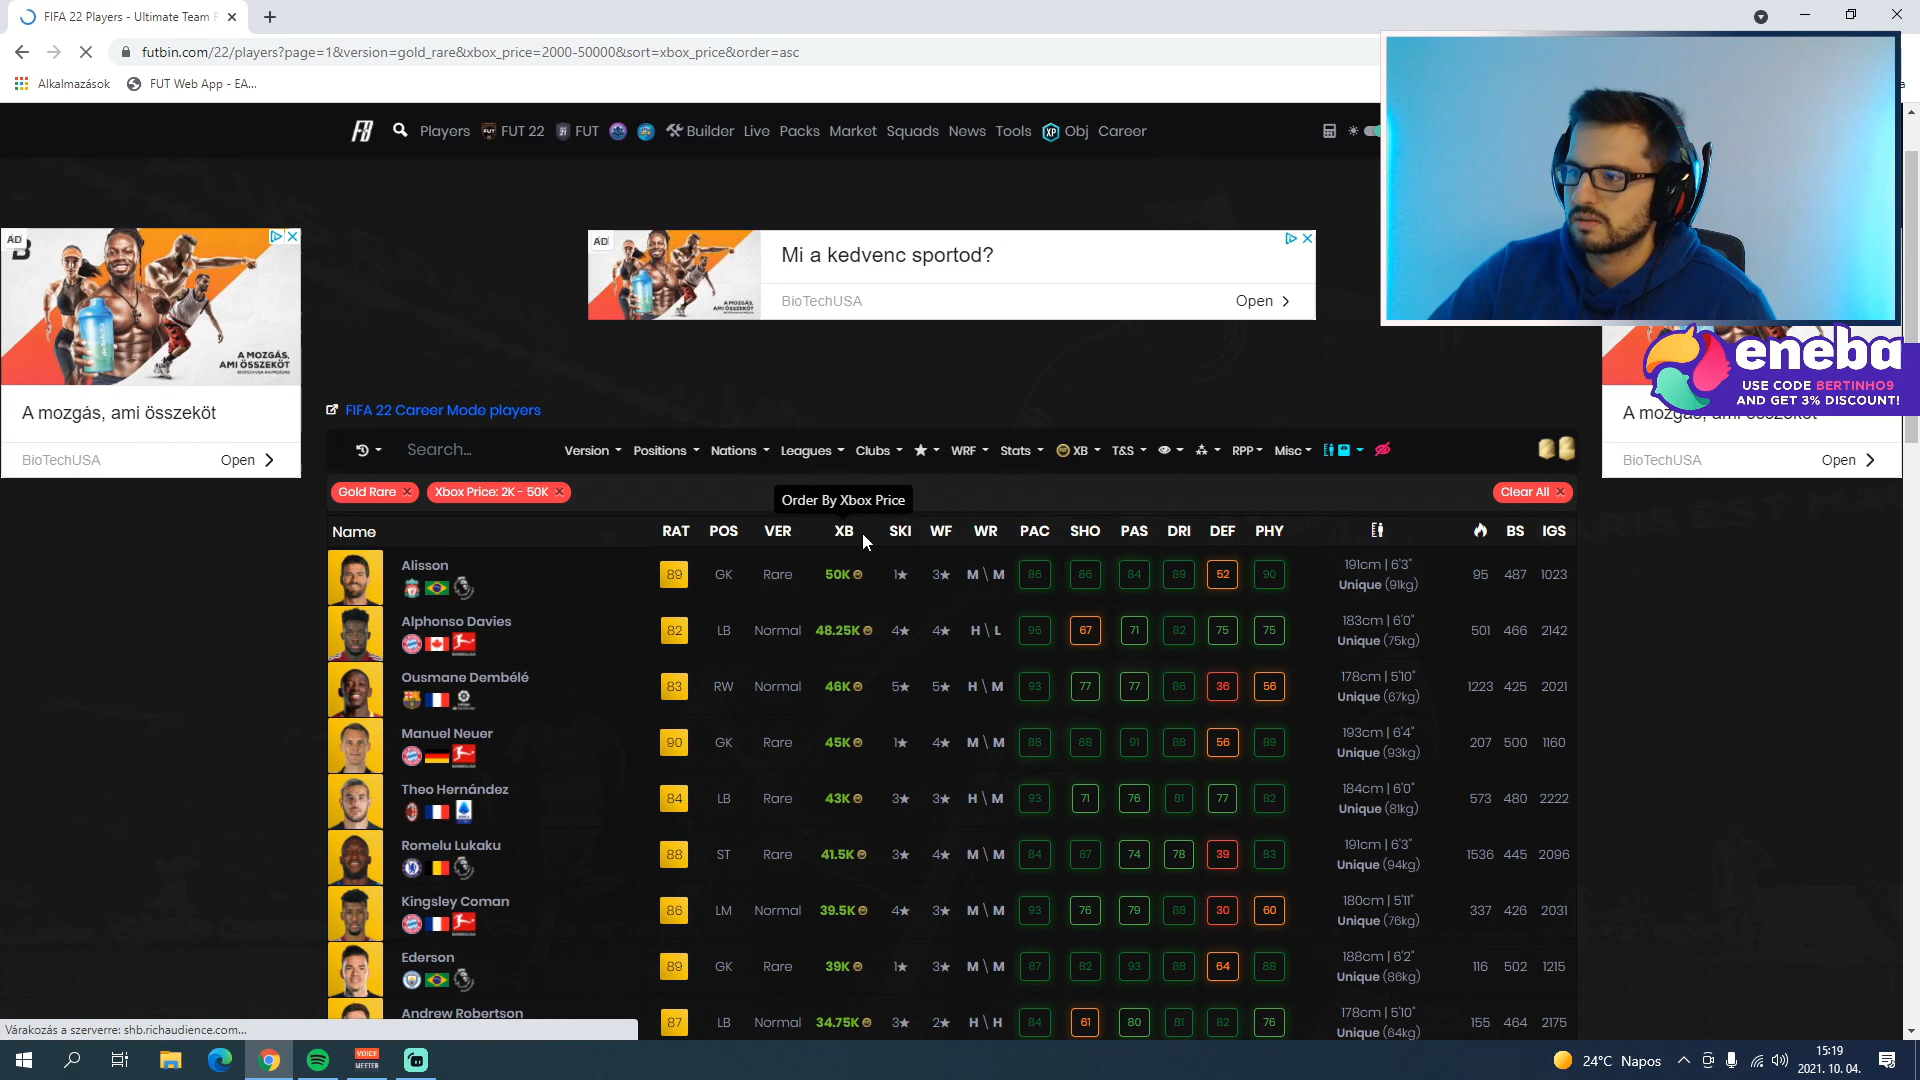 FIFA 22 Players - Ultimate Team F
futbin.com/22/players?page=1&version=gold_rare&xbox_price=2000-50000&sort=xbox_price&order=asc
Alkalmazások FUT Web App - EA...
Players FUT 22 FUT Builder Live Packs Market Squads News Tools XP Obj Career
AD
A MOZGÁS, AMI ÖSSZEKÖT
A mozgás, ami összeköt
BioTechUSA Open
AD
Mi a kedvenc sportod?
BioTechUSA Open
eneba
USE CODE BERTINHO9
AND GET 3% DISCOUNT!
BioTechUSA Open
FIFA 22 Career Mode players
Search... Version Positions Nations Leagues Clubs WRF Stats XB T&S RPP Misc
Gold Rare Xbox Price: 2K - 50K Clear All
Order By Xbox Price
Name RAT POS VER XB SKI WF WR PAC SHO PAS DRI DEF PHY BS IGS
Alisson 89 GK Rare 50K 1★ 3★ M \ M 86 86 84 89 52 90 191cm | 6'3" Unique (91kg) 95 487 1023
Alphonso Davies 82 LB Normal 48.25K 4★ 4★ H \ L 96 67 71 82 75 75 183cm | 6'0" Unique (75kg) 501 466 2142
Ousmane Dembélé 83 RW Normal 46K 5★ 5★ H \ M 93 77 77 86 36 56 178cm | 5'10" Unique (67kg) 1223 425 2021
Manuel Neuer 90 GK Rare 45K 1★ 4★ M \ M 88 88 91 88 56 89 193cm | 6'4" Unique (93kg) 207 500 1160
Theo Hernández 84 LB Rare 43K 3★ 3★ H \ M 93 71 76 81 77 82 184cm | 6'0" Unique (81kg) 573 480 2222
Romelu Lukaku 88 ST Rare 41.5K 3★ 4★ M \ M 84 87 74 78 39 83 191cm | 6'3" Unique (94kg) 1536 445 2096
Kingsley Coman 86 LM Normal 39.5K 4★ 3★ M \ M 93 76 79 88 30 60 180cm | 5'11" Unique (76kg) 337 426 2031
Ederson 89 GK Rare 39K 1★ 3★ M \ M 87 82 93 88 64 88 188cm | 6'2" Unique (86kg) 116 502 1215
Andrew Robertson 87 LB Normal 34.75K 3★ 2★ H \ H 84 61 80 81 82 76 178cm | 5'10" Unique (64kg) 155 464 2175
Várakozás a szerverre: shb.richaudience.com...
VOICE MEETER
24°C Napos
15:19
2021. 10. 04.